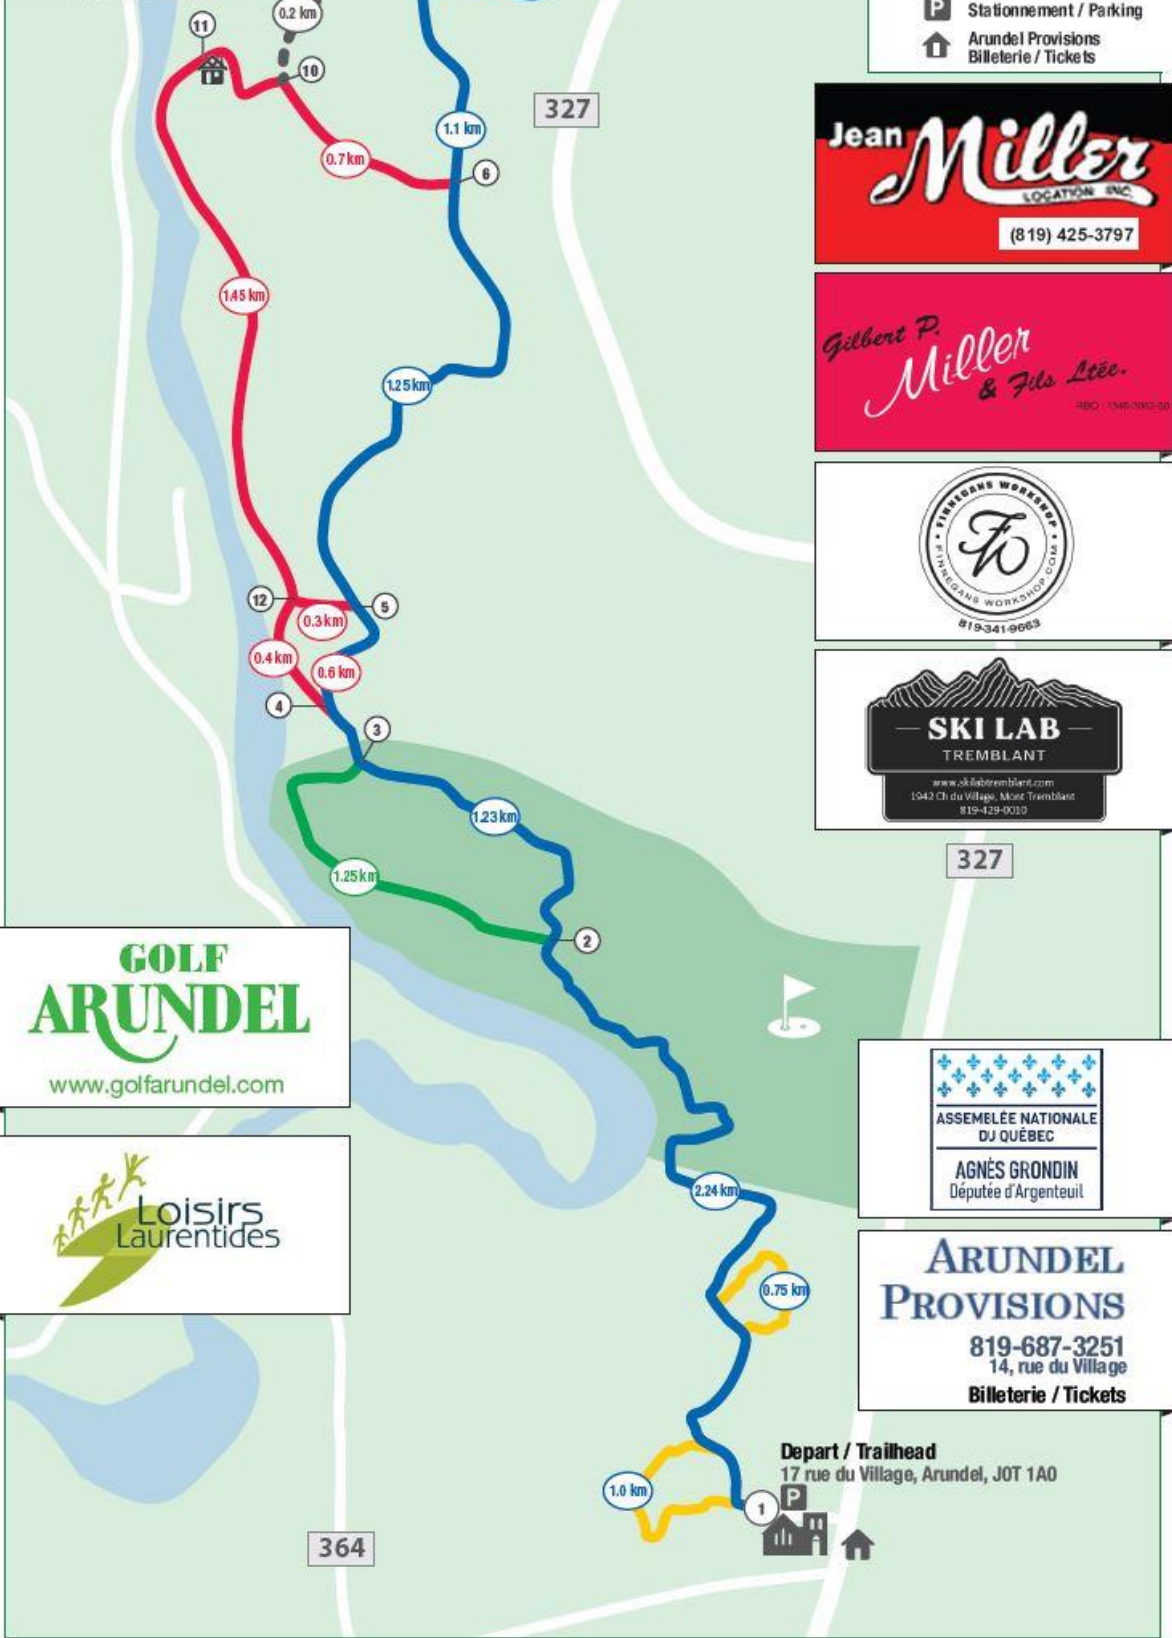 P Stationnement / Parking
Arundel Provisions
Billeterie / Tickets
11
0.2 km
10
327
1.1 km
0.7 km
6
1.45 km
1.25 km
12
0.3 km
5
0.4 km
0.6 km
4
3
1.23 km
1.25 km
2
327
2.24 km
0.75 km
1.0 km
1
P
364
Depart / Trailhead
17 rue du Village, Arundel, J0T 1A0
Jean Miller
LOCATION INC.
(819) 425-3797
Gilbert P.
Miller
& Fils Ltée.
FINNEGANS WORKSHOP
FW
FINNEGANS WORKSHOP.COM
819-341-9663
SKI LAB
TREMBLANT
www.skilabtremblant.com
1942 Ch du Village, Mont Tremblant
819-429-0010
GOLF
ARUNDEL
www.golfarundel.com
Loisirs
Laurentides
ASSEMBLÉE NATIONALE
DU QUÉBEC
AGNÈS GRONDIN
Députée d'Argenteuil
ARUNDEL
PROVISIONS
819-687-3251
14, rue du Village
Billeterie / Tickets